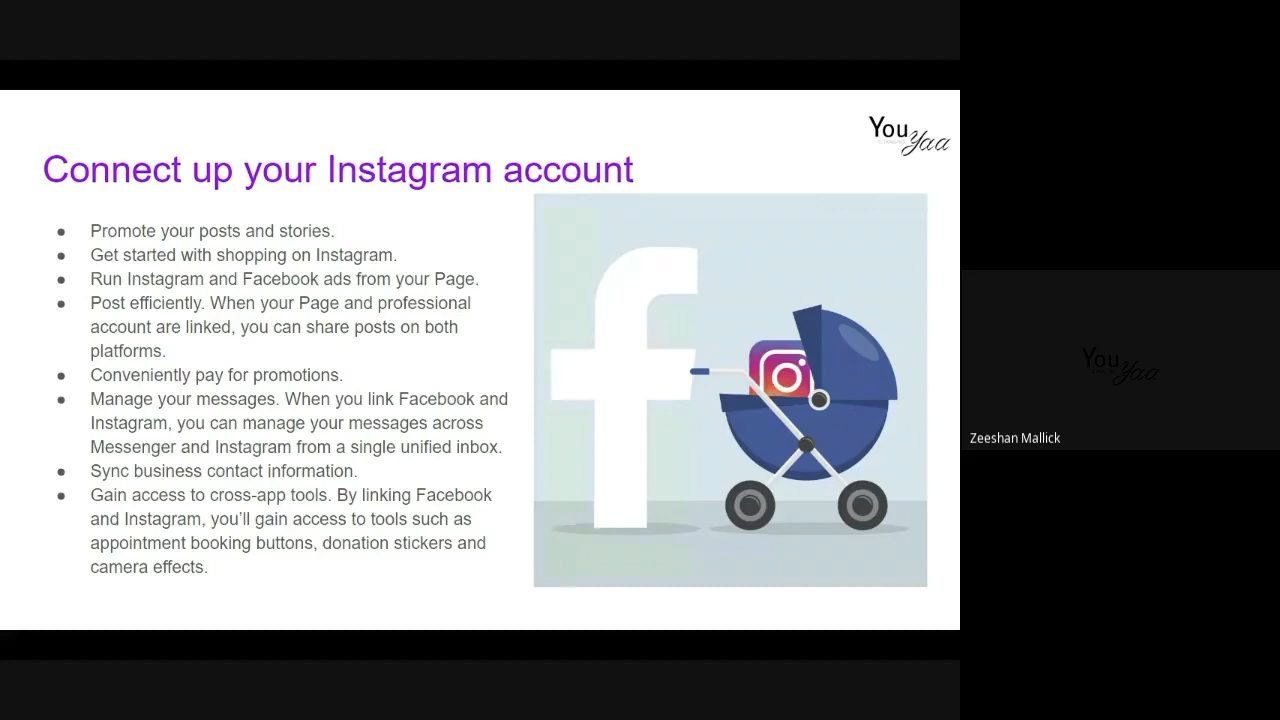 You
Yaa
Connect up your Instagram account
● Promote your posts and stories.
● Get started with shopping on Instagram.
● Run Instagram and Facebook ads from your Page.
● Post efficiently. When your Page and professional
account are linked, you can share posts on both
platforms.
● Conveniently pay for promotions.
● Manage your messages. When you link Facebook and
Instagram, you can manage your messages across
Messenger and Instagram from a single unified inbox.
● Sync business contact information.
● Gain access to cross-app tools. By linking Facebook
and Instagram, you’ll gain access to tools such as
appointment booking buttons, donation stickers and
camera effects.
You
Yaa
Zeeshan Mallick